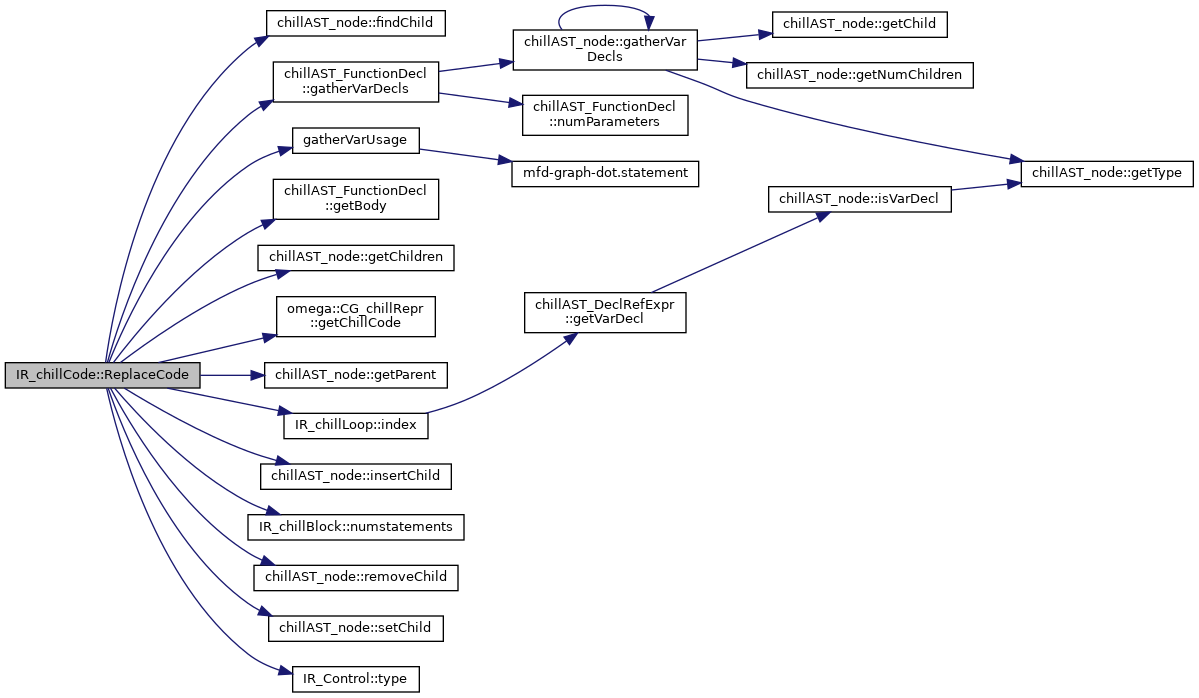 IR_chillCode::ReplaceCode
chillAST_node::findChild
chillAST_FunctionDecl
::gatherVarDecls
gatherVarUsage
chillAST_FunctionDecl
::getBody
chillAST_node::getChildren
omega::CG_chillRepr
::getChillCode
chillAST_node::getParent
IR_chillLoop::index
chillAST_node::insertChild
IR_chillBlock::numstatements
chillAST_node::removeChild
chillAST_node::setChild
IR_Control::type
chillAST_node::gatherVar
Decls
chillAST_FunctionDecl
::numParameters
mfd-graph-dot.statement
chillAST_DeclRefExpr
::getVarDecl
chillAST_node::getChild
chillAST_node::getNumChildren
chillAST_node::isVarDecl
chillAST_node::getType